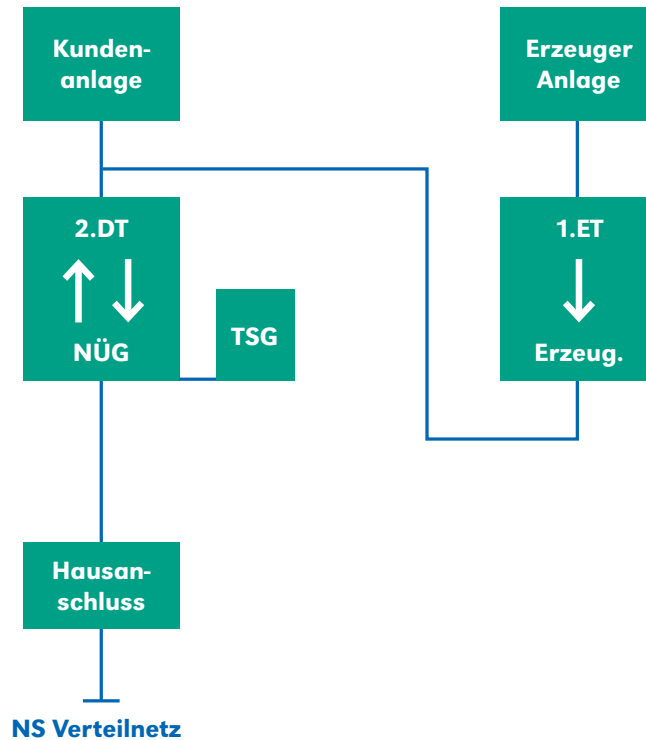 Kunden-
anlage
Erzeuger
Anlage
2.DT
NÜG
TSG
1.ET
Erzeug.
Hausan-
schluss
NS Verteilnetz